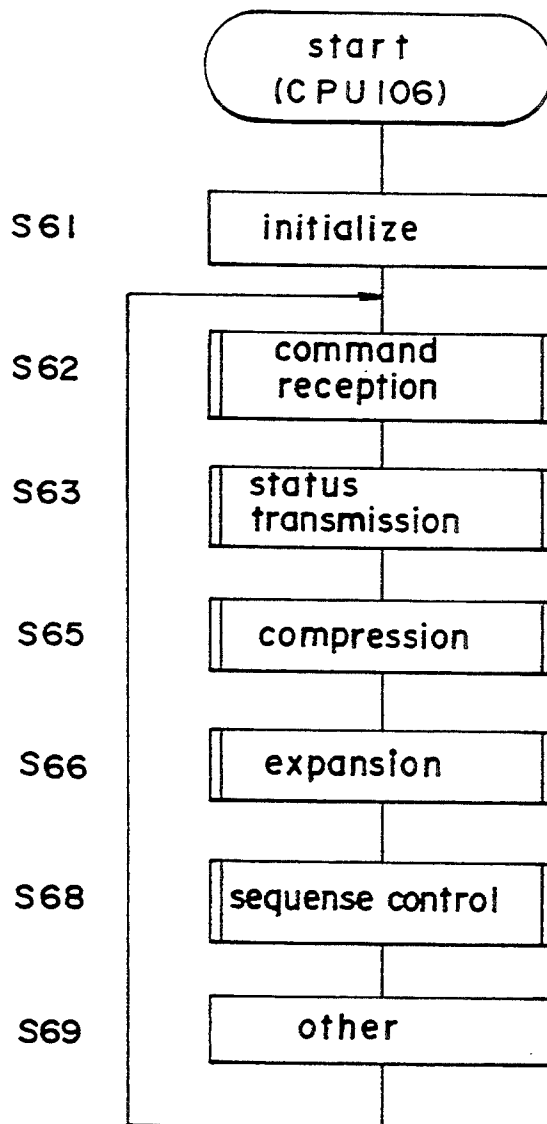 start
(CPU106)
S61
initialize
S62
command
reception
S63
status
transmission
S65
compression
S66
expansion
S68
sequense control
S69
other